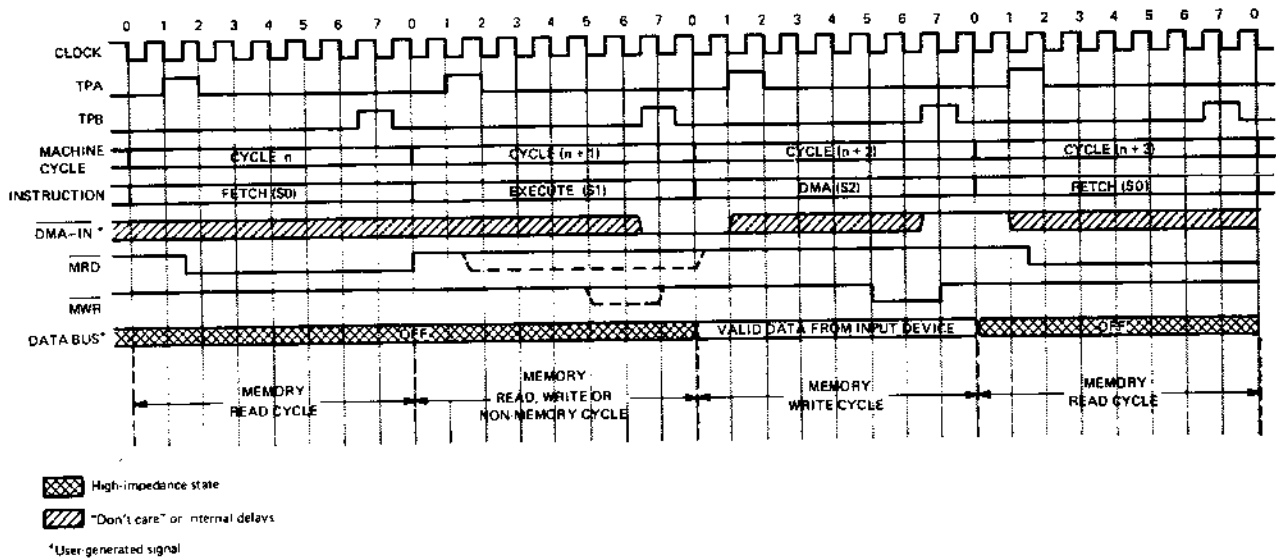 0 1 2 3 4 5 6 7 0 1 2 3 4 5 6 7 0 1 2 3 4 5 6 7 0 1 2 3 4 5 6 7 0
CLOCK
TPA
TPB
MACHINE CYCLE
CYCLE n
CYCLE (n + 1)
CYCLE (n + 2)
CYCLE (n + 3)
INSTRUCTION
FETCH (S0)
EXECUTE (S1)
DMA (S2)
FETCH (S0)
DMA-IN *
MRD
MWR
DATA BUS*
OFF
VALID DATA FROM INPUT DEVICE
OFF
MEMORY
READ CYCLE
MEMORY
READ, WRITE OR
NON-MEMORY CYCLE
MEMORY
WRITE CYCLE
MEMORY
READ CYCLE
High-impedance state
"Don't care" or internal delays
*User-generated signal